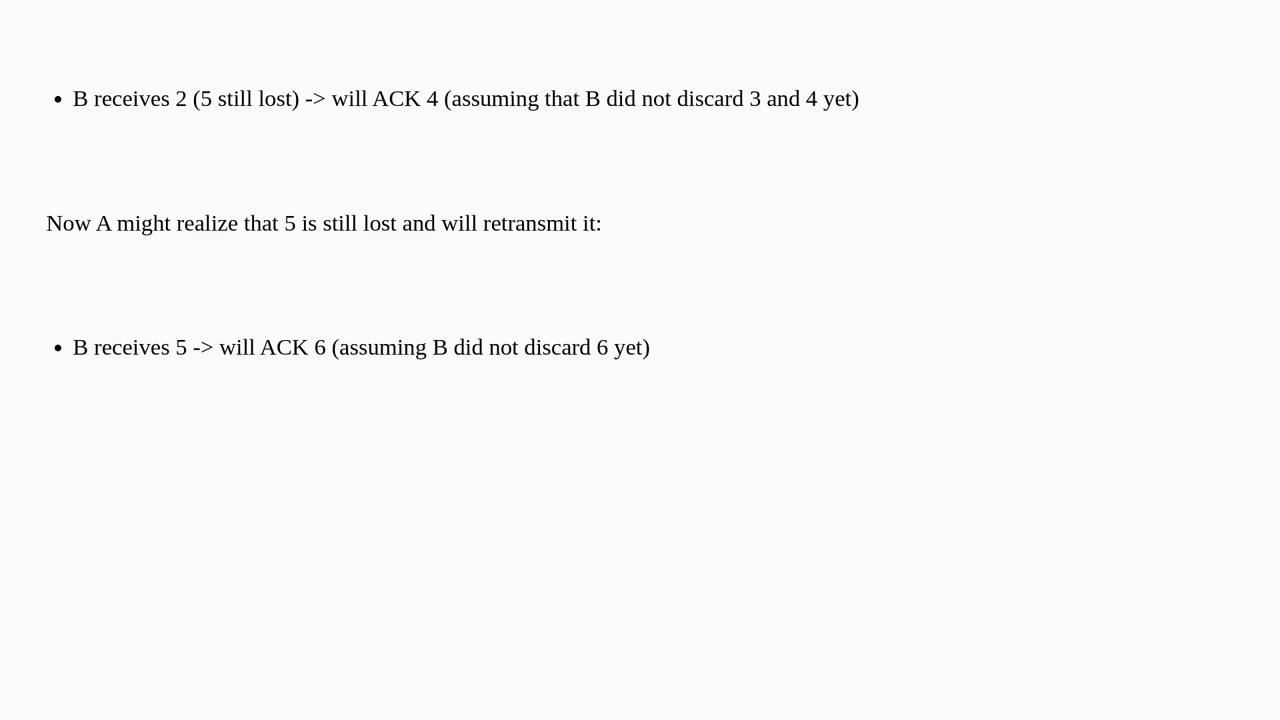 • B receives 2 (5 still lost) -> will ACK 4 (assuming that B did not discard 3 and 4 yet)
Now A might realize that 5 is still lost and will retransmit it:
• B receives 5 -> will ACK 6 (assuming B did not discard 6 yet)